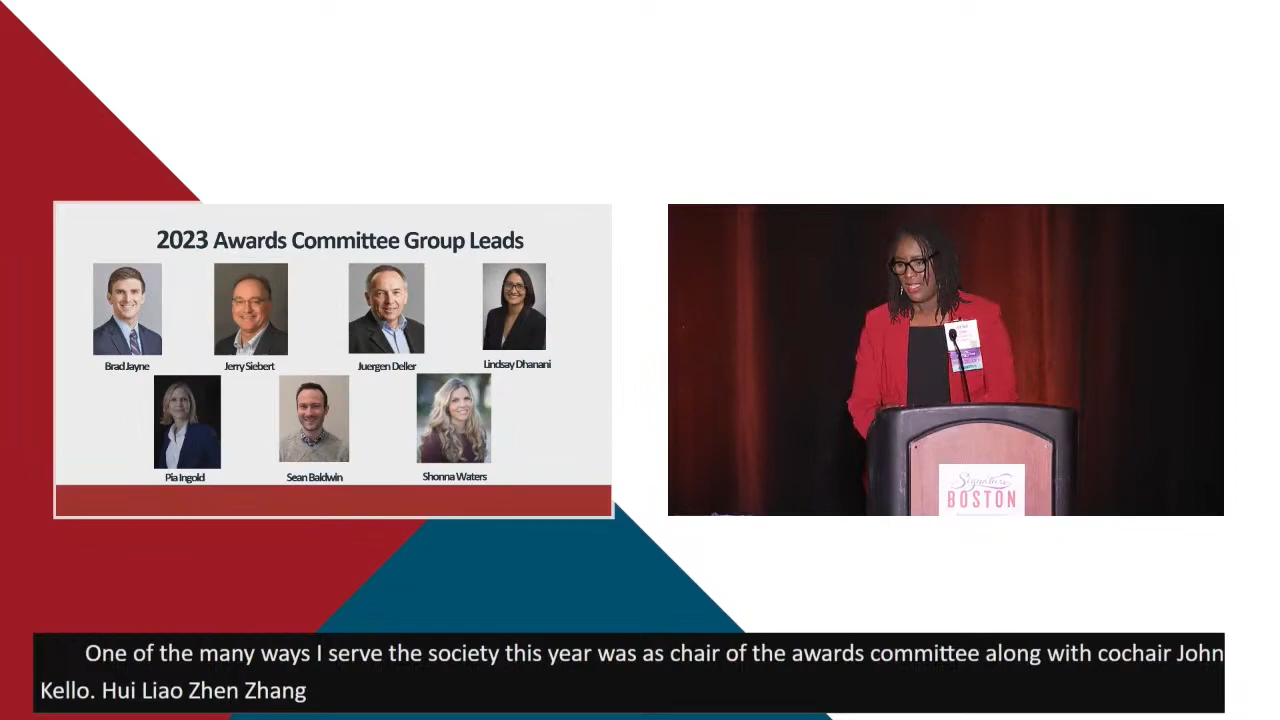 2023 Awards Committee Group Leads
Brad Jayne
Jerry Siebert
Juergen Deller
Lindsay Dhanani
Pia Ingold
Sean Baldwin
Shonna Waters
Signature
BOSTON
One of the many ways I serve the society this year was as chair of the awards committee along with cochair John
Kello. Hui Liao Zhen Zhang